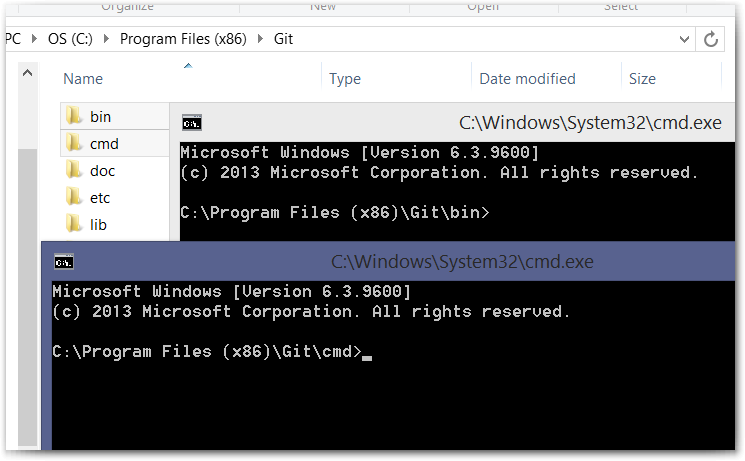 Organize New Open Select
PC OS (C:) Program Files (x86) Git
Name Type Date modified Size
bin
cmd
doc
etc
lib
C:\Windows\System32\cmd.exe
Microsoft Windows [Version 6.3.9600]
(c) 2013 Microsoft Corporation. All rights reserved.
C:\Program Files (x86)\Git\bin>
C:\Windows\System32\cmd.exe
Microsoft Windows [Version 6.3.9600]
(c) 2013 Microsoft Corporation. All rights reserved.
C:\Program Files (x86)\Git\cmd>_